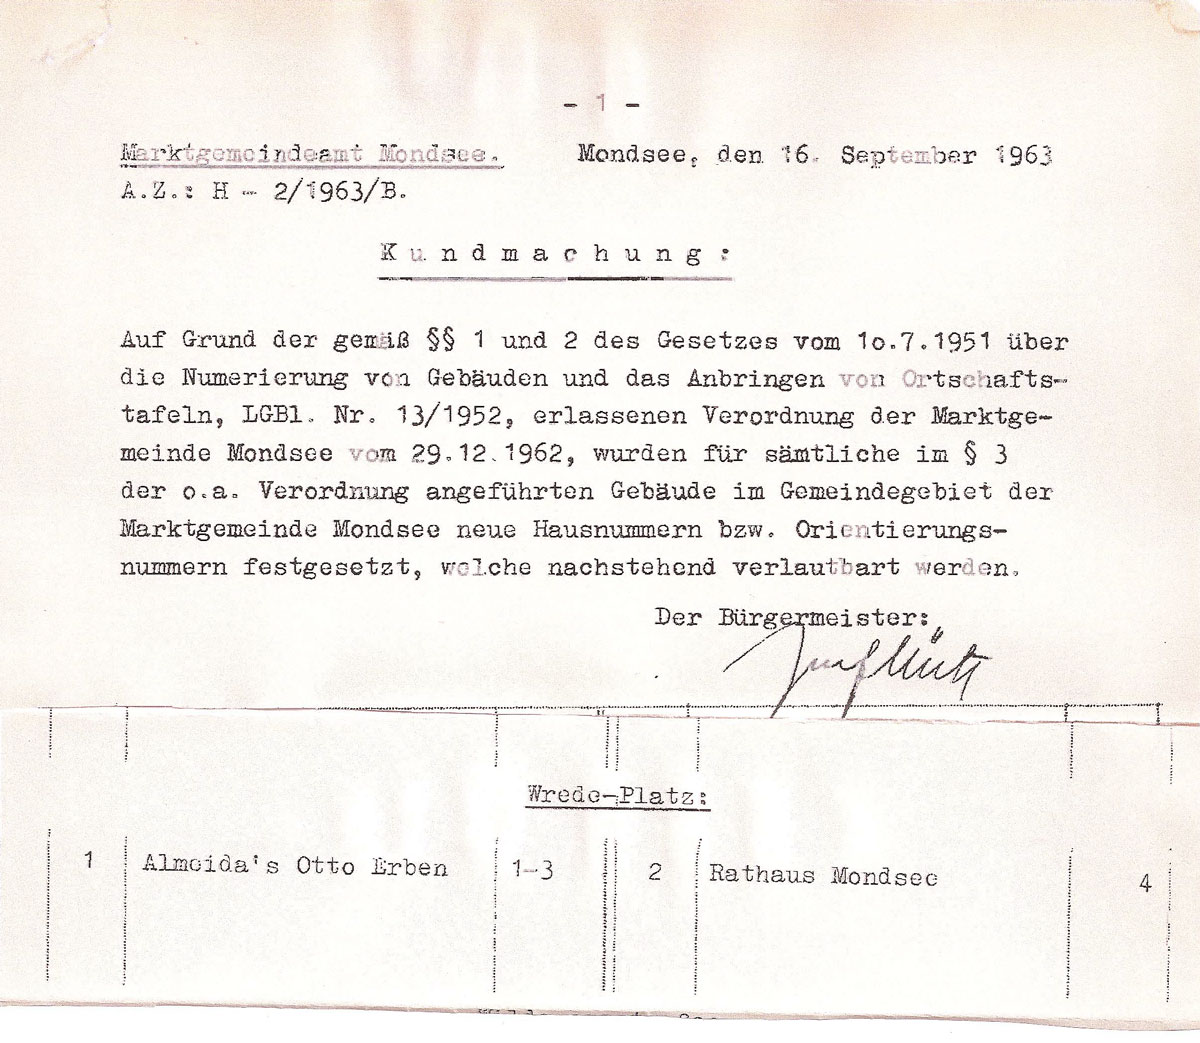 - 1 -
Marktgemeindeamt Mondsee. Mondsee, den 16. September 1963
A.Z.: H - 2/1963/B.
K u n d m a c h u n g :
Auf Grund der gemäß §§ 1 und 2 des Gesetzes vom 1o.7.1951 über
die Numerierung von Gebäuden und das Anbringen von Ortschafts-
tafeln, LGBl. Nr. 13/1952, erlassenen Verordnung der Marktge-
meinde Mondsee vom 29.12.1962, wurden für sämtliche im § 3
der o.a. Verordnung angeführten Gebäude im Gemeindegebiet der
Marktgemeinde Mondsee neue Hausnummern bzw. Orientierungs-
nummern festgesetzt, welche nachstehend verlautbart werden.
Der Bürgermeister:
Wrede-Platz:
1 Almeida's Otto Erben 1-3 2 Rathaus Mondsee 4